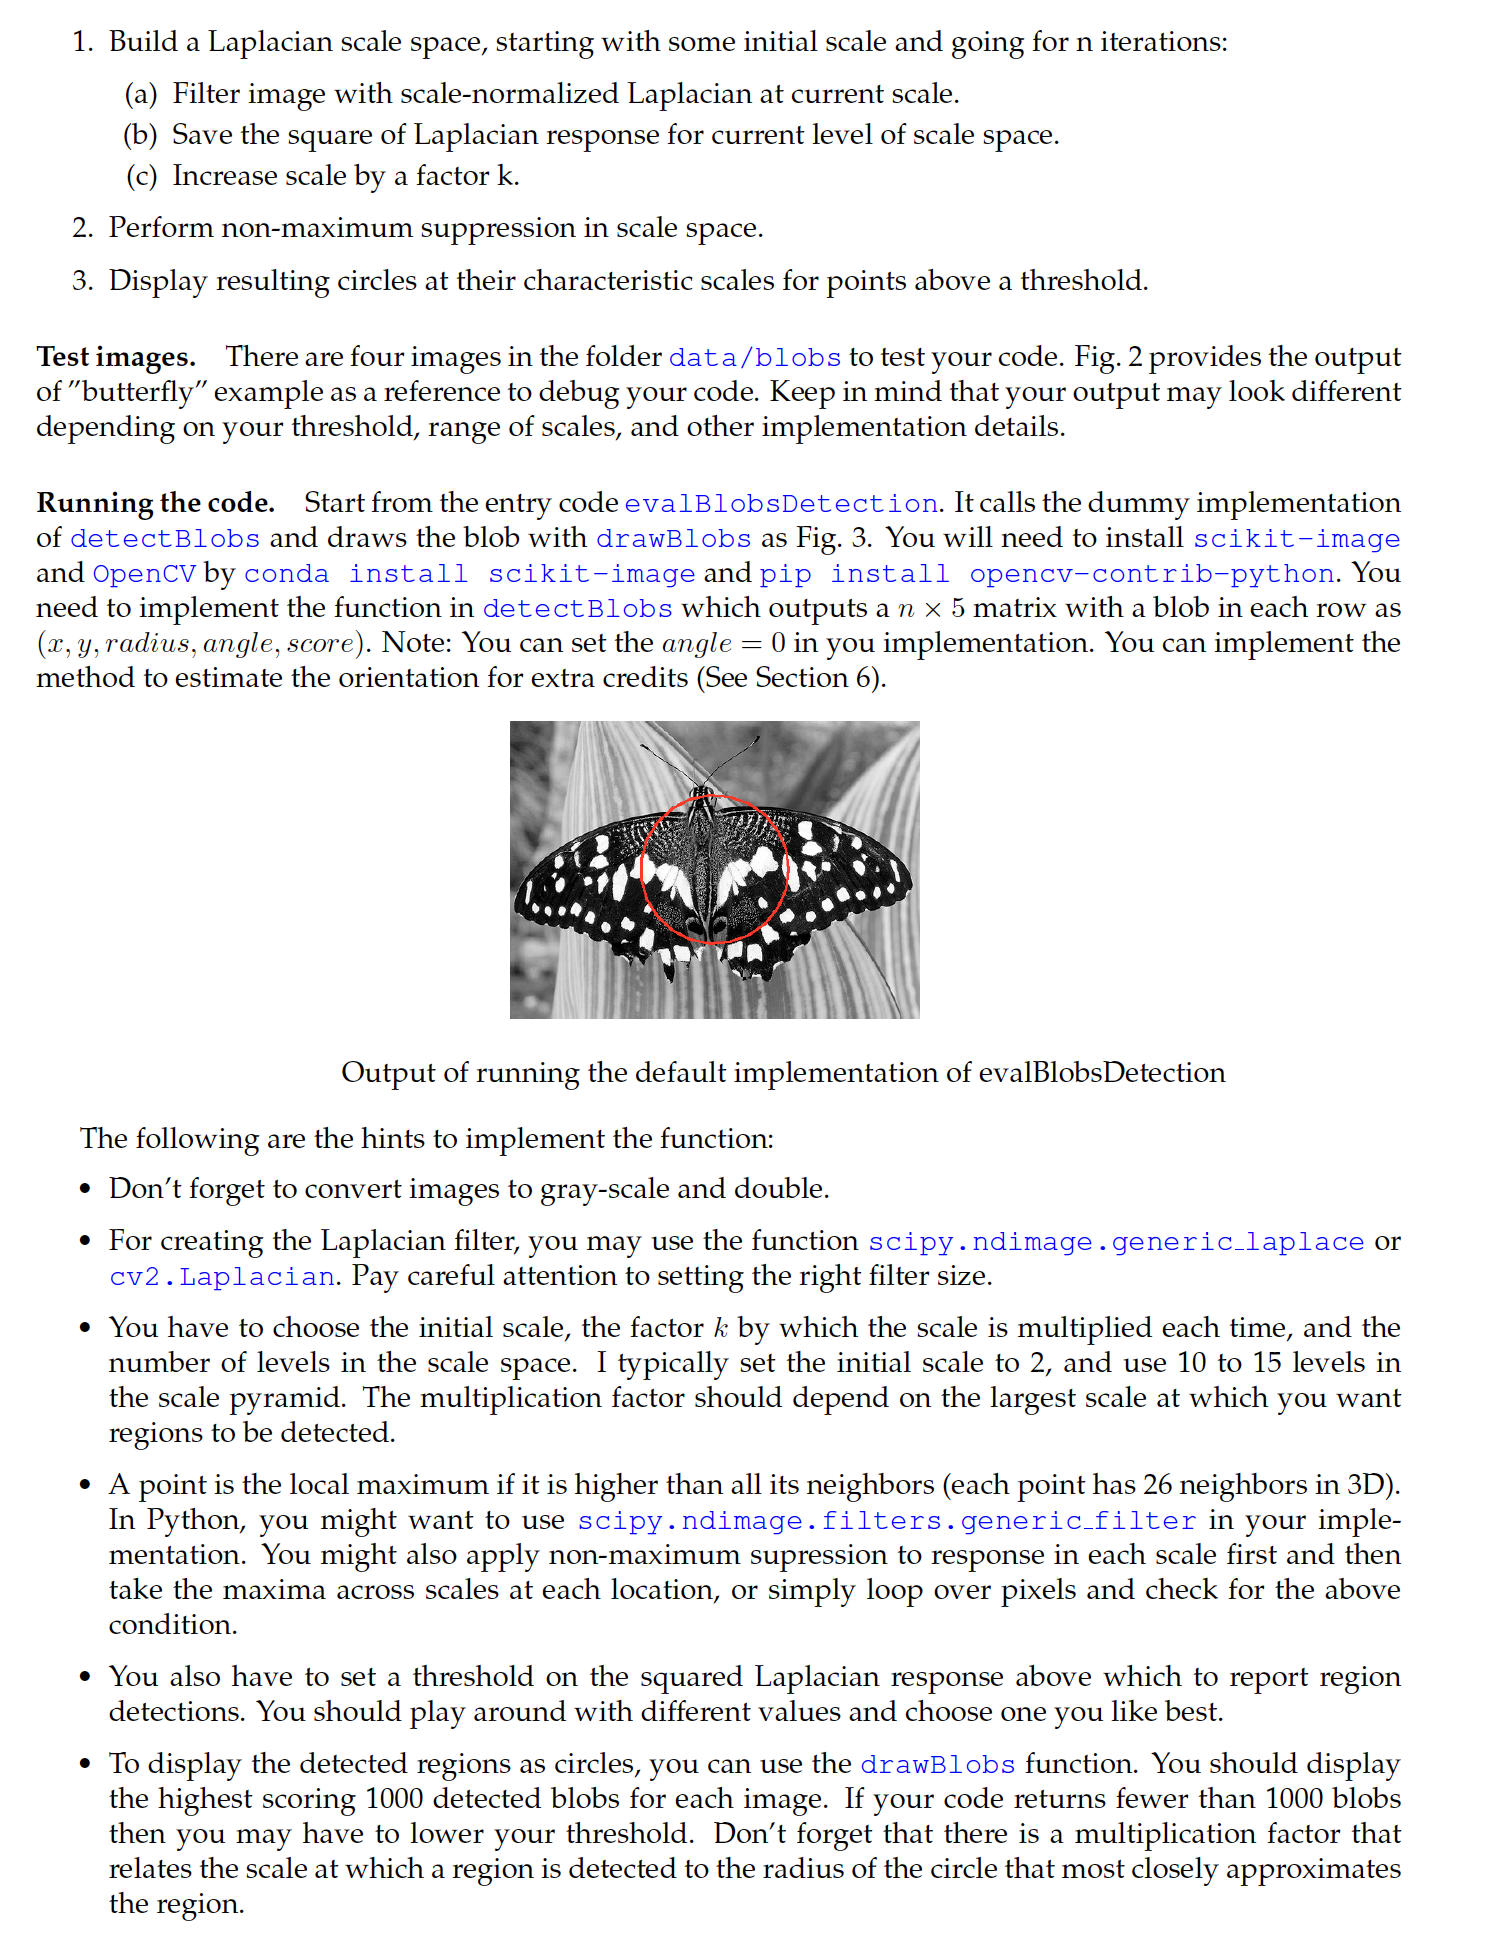 1. Build a Laplacian scale space, starting with some initial scale and going for n iterations:
(a) Filter image with scale-normalized Laplacian at current scale.
(b) Save the square of Laplacian response for current level of scale space.
(c) Increase scale by a factor k.
2. Perform non-maximum suppression in scale space.
3. Display resulting circles at their characteristic scales for points above a threshold.
Test images. There are four images in the folder data/blobs to test your code. Fig. 2 provides the output
of ”butterfly” example as a reference to debug your code. Keep in mind that your output may look different
depending on your threshold, range of scales, and other implementation details.
Running the code. Start from the entry code evalBlobsDetection. It calls the dummy implementation
of detectBlobs and draws the blob with drawBlobs as Fig. 3. You will need to install scikit-image
and OpenCV by conda install scikit-image and pip install opencv-contrib-python. You
need to implement the function in detectBlobs which outputs a n × 5 matrix with a blob in each row as
(x, y, radius, angle, score). Note: You can set the angle = 0 in you implementation. You can implement the
method to estimate the orientation for extra credits (See Section 6).
Output of running the default implementation of evalBlobsDetection
The following are the hints to implement the function:
• Don’t forget to convert images to gray-scale and double.
• For creating the Laplacian filter, you may use the function scipy.ndimage.generic_laplace or
cv2.Laplacian. Pay careful attention to setting the right filter size.
• You have to choose the initial scale, the factor k by which the scale is multiplied each time, and the
number of levels in the scale space. I typically set the initial scale to 2, and use 10 to 15 levels in
the scale pyramid. The multiplication factor should depend on the largest scale at which you want
regions to be detected.
• A point is the local maximum if it is higher than all its neighbors (each point has 26 neighbors in 3D).
In Python, you might want to use scipy.ndimage.filters.generic_filter in your imple-
mentation. You might also apply non-maximum supression to response in each scale first and then
take the maxima across scales at each location, or simply loop over pixels and check for the above
condition.
• You also have to set a threshold on the squared Laplacian response above which to report region
detections. You should play around with different values and choose one you like best.
• To display the detected regions as circles, you can use the drawBlobs function. You should display
the highest scoring 1000 detected blobs for each image. If your code returns fewer than 1000 blobs
then you may have to lower your threshold. Don’t forget that there is a multiplication factor that
relates the scale at which a region is detected to the radius of the circle that most closely approximates
the region.